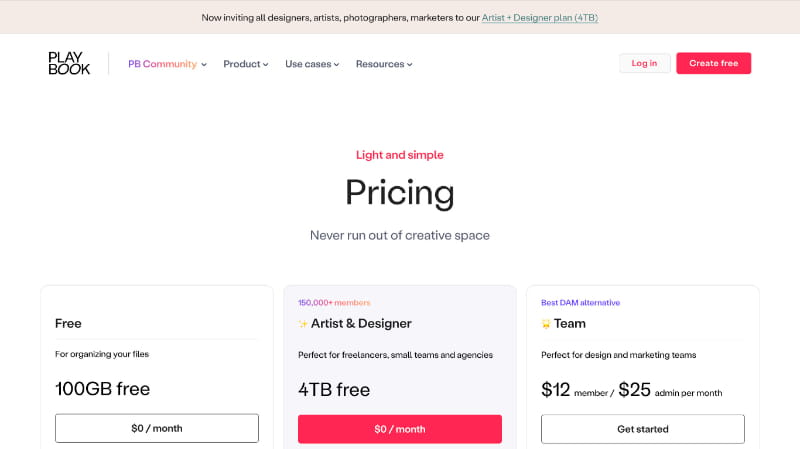 Now inviting all designers, artists, photographers, marketers to our Artist + Designer plan (4TB)
PLAY
BOOK
PB Community
Product
Use cases
Resources
Log in
Create free
Light and simple
Pricing
Never run out of creative space
Free
For organizing your files
100GB free
$0 / month
150,000+ members
✨ Artist & Designer
Perfect for freelancers, small teams and agencies
4TB free
$0 / month
Best DAM alternative
Team
Perfect for design and marketing teams
$12 member / $25 admin per month
Get started